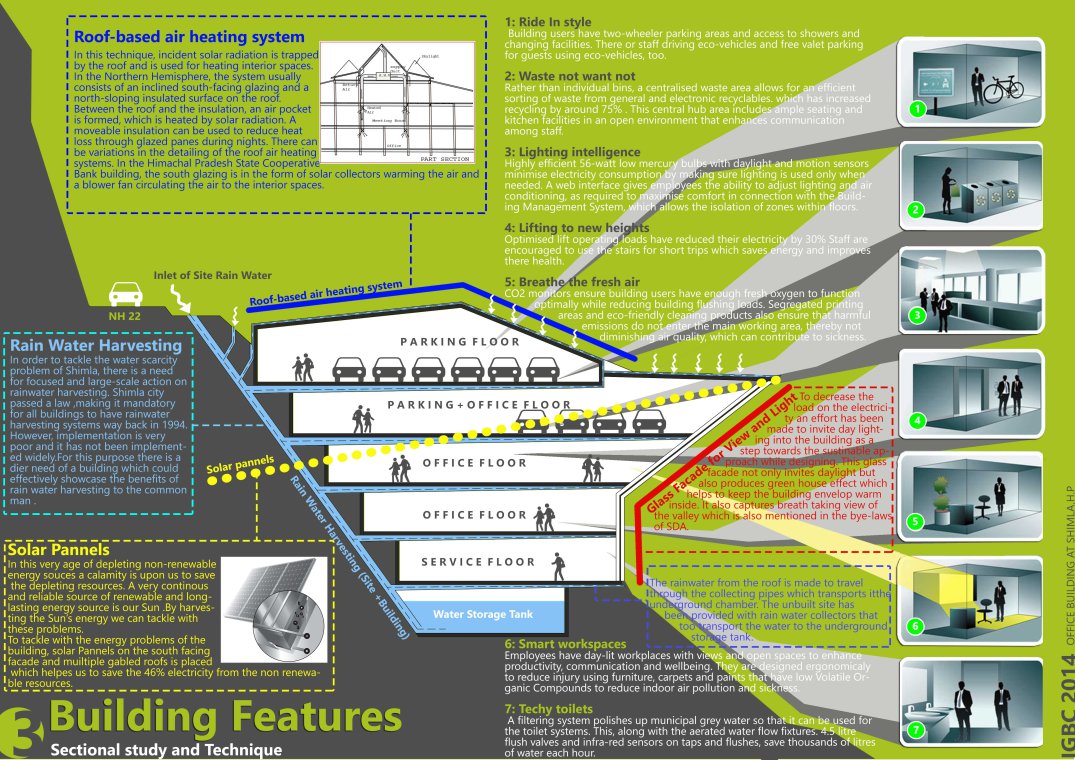 Roof-based air heating system
In this technique, incident solar radiation is trapped
by the roof and is used for heating interior spaces.
In the Northern Hemisphere, the system usually
consists of an inclined south-facing glazing and a
north-sloping insulated surface on the roof.
Between the roof and the insulation, an air pocket
is formed, which is heated by solar radiation. A
moveable insulation can be used to reduce heat
loss through glazed panes during nights. There can
be variations in the detailing of the roof air heating
systems. In the Himachal Pradesh State Cooperative
Bank building, the south glazing is in the form of solar collectors warming the air and
a blower fan circulating the air to the interior spaces.
Skylight
Meeting Room
Office
PART SECTION
1: Ride In style
Building users have two-wheeler parking areas and access to showers and
changing facilities. There or staff driving eco-vehicles and free valet parking
for guests using eco-vehicles, too.
2: Waste not want not
Rather than individual bins, a centralised waste area allows for an efficient
sorting of waste from general and electronic recyclables. which has increased
recycling by around 75% . This central hub area includes ample seating and
kitchen facilities in an open environment that enhances communication
among staff.
3: Lighting intelligence
Highly efficient 56-watt low mercury bulbs with daylight and motion sensors
minimise electricity consumption by making sure lighting is used only when
needed. A web interface gives employees the ability to adjust lighting and air
conditioning, as required to maximise comfort in connection with the Build-
ing Management System, which allows the isolation of zones within floors.
4: Lifting to new heights
Optimised lift operating loads have reduced their electricity by 30% Staff are
encouraged to use the stairs for short trips which saves energy and improves
there health.
5: Breathe the fresh air
CO2 monitors ensure building users have enough fresh oxygen to function
optimally while reducing building flushing loads. Segregated printing
areas and eco-friendly cleaning products also ensure that harmful
emissions do not enter the main working area, thereby not
diminishing air quality, which can contribute to sickness.
1
2
3
4
5
6
7
Inlet of Site Rain Water
NH 22
Roof-based air heating system
Rain Water Harvesting
In order to tackle the water scarcity
problem of Shimla, there is a need
for focused and large-scale action on
rainwater harvesting. Shimla city
passed a law ,making it mandatory
for all buildings to have rainwater
harvesting systems way back in 1994.
However, implementation is very
poor and it has not been implement-
ed widely.For this purpose there is a
dier need of a building which could
effectively showcase the benefits of
rain water harvesting to the common
man .
PARKING FLOOR
PARKING+OFFICE FLOOR
OFFICE FLOOR
OFFICE FLOOR
SERVICE FLOOR
Water Storage Tank
Solar pannels
Rain Water Harvesting (Site +Building)
Glass Facade for View and Light
To decrease the
load on the electrici-
ty an effort has been
made to invite day light-
ing into the building as a
step towards the sustinable ap-
proach while designing. This glass
facade not only invites daylight but
also produces green house effect which
helps to keep the building envelop warm
inside. It also captures breath taking view of
the valley which is also mentioned in the bye-laws
of SDA.
The rainwater from the roof is made to travel
through the collecting pipes which transports itthe
underground chamber. The unbuilt site has
been provided with rain water collectors that
too transport the water to the underground
storage tank.
Solar Pannels
In this very age of depleting non-renewable
energy souces a calamity is upon us to save
the depleting resources. A very continous
and reliable source of renewable and long-
lasting energy source is our Sun .By harves-
ting the Sun's energy we can tackle with
these problems.
To tackle with the energy problems of the
building, solar Pannels on the south facing
facade and muiltiple gabled roofs is placed
which helps us to save the 46% electricity from the non renewa-
ble resources.
6: Smart workspaces
Employees have day-lit workplaces with views and open spaces to enhance
productivity, communication and wellbeing. They are designed ergonomicaly
to reduce injury using furniture, carpets and paints that have low Volatile Or-
ganic Compounds to reduce indoor air pollution and sickness.
7: Techy toilets
A filtering system polishes up municipal grey water so that it can be used for
the toilet systems. This, along with the aerated water flow fixtures. 4.5 litre
flush valves and infra-red sensors on taps and flushes, save thousands of litres
of water each hour.
3
Building Features
Sectional study and Technique
IGBC 2014 OFFICE BUILDING AT SHIMLA,H.P